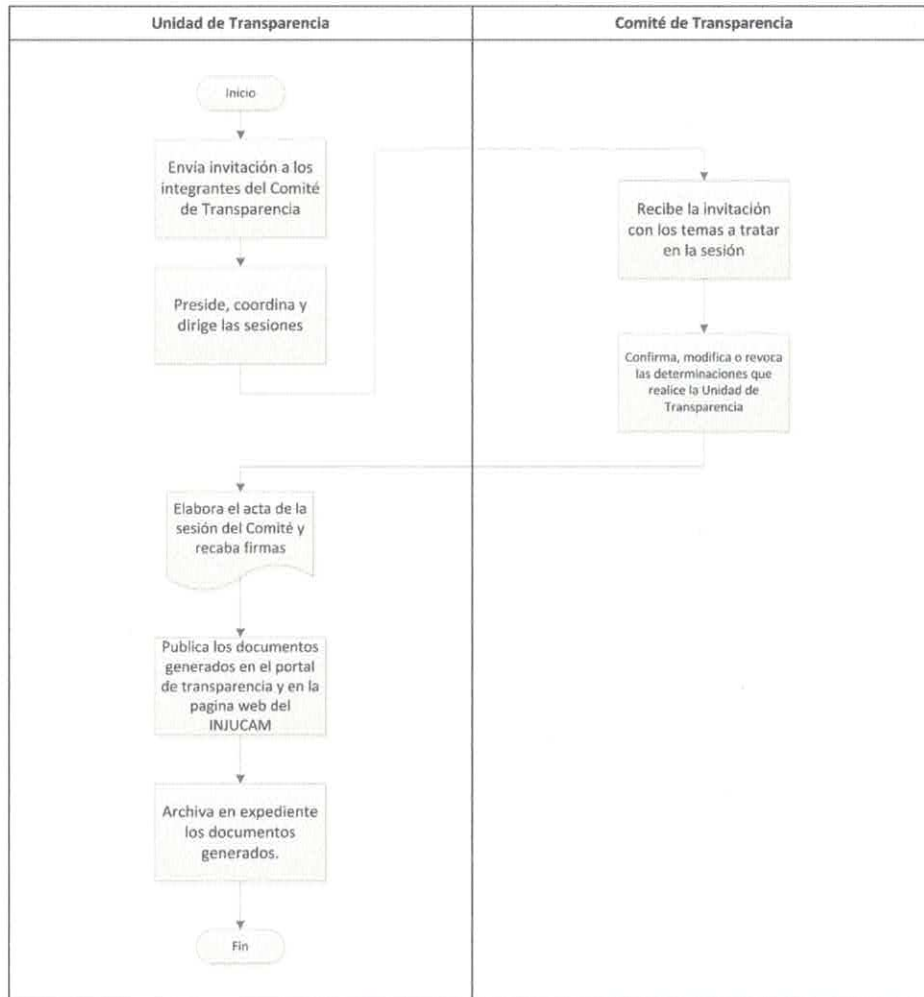 Unidad de Transparencia
Comité de Transparencia
Inicio
Envía invitación a los
integrantes del Comité
de Transparencia
Preside, coordina y
dirige las sesiones
Recibe la invitación
con los temas a tratar
en la sesión
Confirma, modifica o revoca
las determinaciones que
realice la Unidad de
Transparencia
Elabora el acta de la
sesión del Comité y
recaba firmas
Publica los documentos
generados en el portal
de transparencia y en la
pagina web del
INJUCAM
Archiva en expediente
los documentos
generados.
Fin